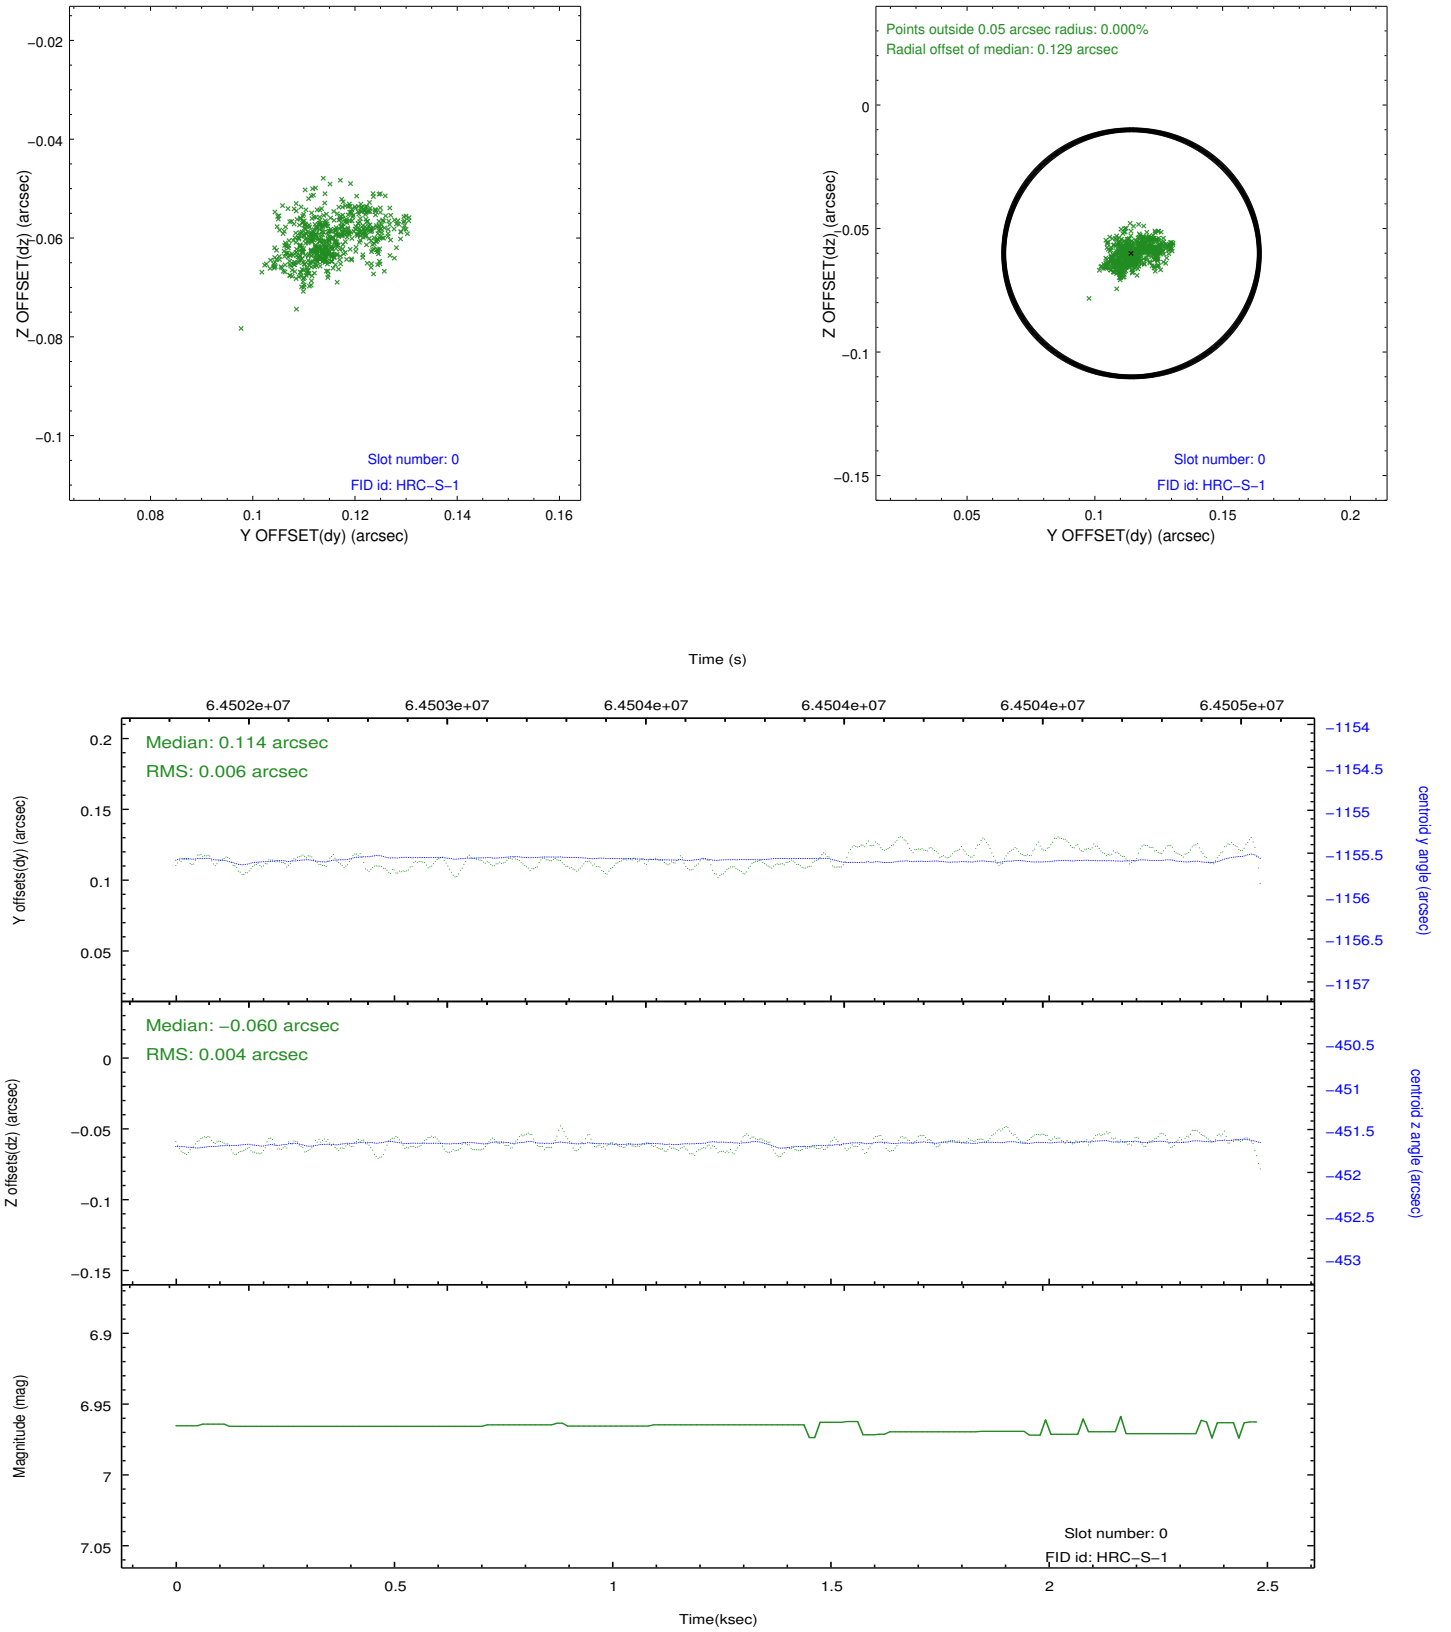 −0.02
−0.04
−0.06
−0.08
−0.1
Z OFFSET(dz) (arcsec)
Slot number: 0
FID id: HRC−S−1
0.08
0.1
0.12
0.14
0.16
Y OFFSET(dy) (arcsec)
Points outside 0.05 arcsec radius: 0.000%
Radial offset of median: 0.129 arcsec
0
−0.05
−0.1
−0.15
Z OFFSET(dz) (arcsec)
Slot number: 0
FID id: HRC−S−1
0.05
0.1
0.15
0.2
Y OFFSET(dy) (arcsec)
Time (s)
6.4502e+07
6.4503e+07
6.4504e+07
6.4504e+07
6.4504e+07
6.4505e+07
Median: 0.114 arcsec
RMS: 0.006 arcsec
0.2
0.15
0.1
0.05
Y offsets(dy) (arcsec)
−1154
−1154.5
−1155
−1155.5
−1156
−1156.5
−1157
centroid y angle (arcsec)
Median: −0.060 arcsec
RMS: 0.004 arcsec
0
−0.05
−0.1
−0.15
Z offsets(dz) (arcsec)
−450.5
−451
−451.5
−452
−452.5
−453
centroid z angle (arcsec)
6.9
6.95
7
7.05
Magnitude (mag)
Slot number: 0
FID id: HRC−S−1
0
0.5
1
1.5
2
2.5
Time(ksec)